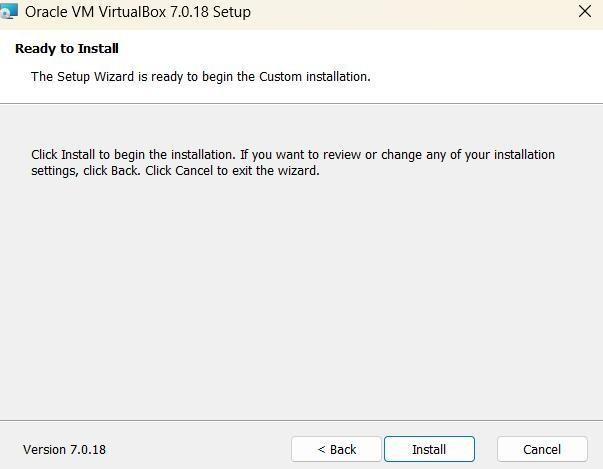 Oracle VM VirtualBox 7.0.18 Setup
Ready to Install
The Setup Wizard is ready to begin the Custom installation.
Click Install to begin the installation. If you want to review or change any of your installation
settings, click Back. Click Cancel to exit the wizard.
Version 7.0.18
< Back
Install
Cancel